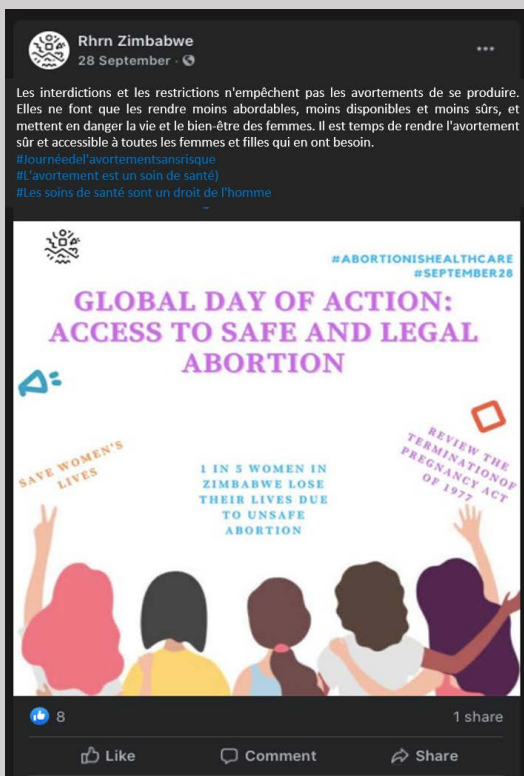 Rhrn Zimbabwe
28 September ·
Les interdictions et les restrictions n'empêchent pas les avortements de se produire.
Elles ne font que les rendre moins abordables, moins disponibles et moins sûrs, et
mettent en danger la vie et le bien-être des femmes. Il est temps de rendre l'avortement
sûr et accessible à toutes les femmes et filles qui en ont besoin.
#Journéedel'avortementsansrisque
#L'avortement est un soin de santé)
#Les soins de santé sont un droit de l'homme
#ABORTIONISHEALTHCARE
#SEPTEMBER28
GLOBAL DAY OF ACTION:
ACCESS TO SAFE AND LEGAL
ABORTION
SAVE WOMEN'S
LIVES
1 IN 5 WOMEN IN
ZIMBABWE LOSE
THEIR LIVES DUE
TO UNSAFE
ABORTION
REVIEW THE
TERMINATIONOF
PREGNANCY ACT
OF 1977
8
1 share
Like
Comment
Share